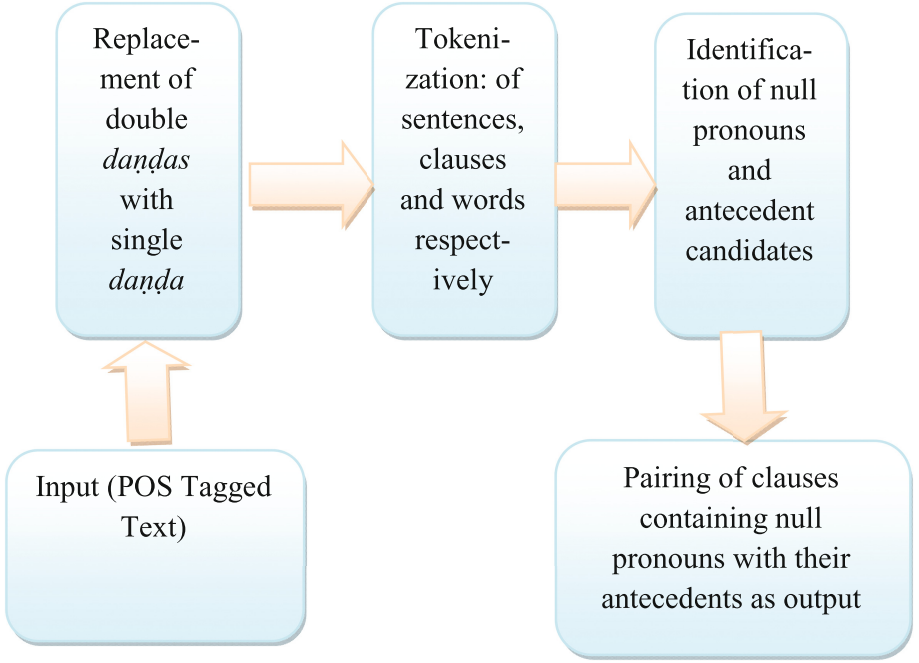 Input (POS Tagged
Text)
Replace-
ment of
double
daṇḍas
with
single
daṇḍa
Tokeni-
zation: of
sentences,
clauses
and words
respect-
ively
Identifica-
tion of null
pronouns
and
antecedent
candidates
Pairing of clauses
containing null
pronouns with their
antecedents as output